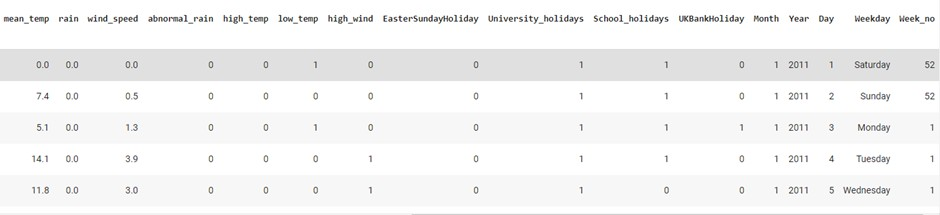 mean_temp rain wind_speed abnormal_rain high_temp low_temp high_wind EasterSundayHoliday University_holidays School_holidays UKBankHoliday Month Year Day Weekday Week_no
0.0 0.0 0.0 0 0 1 0 0 1 1 0 1 2011 1 Saturday 52
7.4 0.0 0.5 0 0 0 0 0 1 1 0 1 2011 2 Sunday 52
5.1 0.0 1.3 0 0 1 0 0 1 1 1 1 2011 3 Monday 1
14.1 0.0 3.9 0 0 0 1 0 1 1 0 1 2011 4 Tuesday 1
11.8 0.0 3.0 0 0 0 1 0 1 0 0 1 2011 5 Wednesday 1